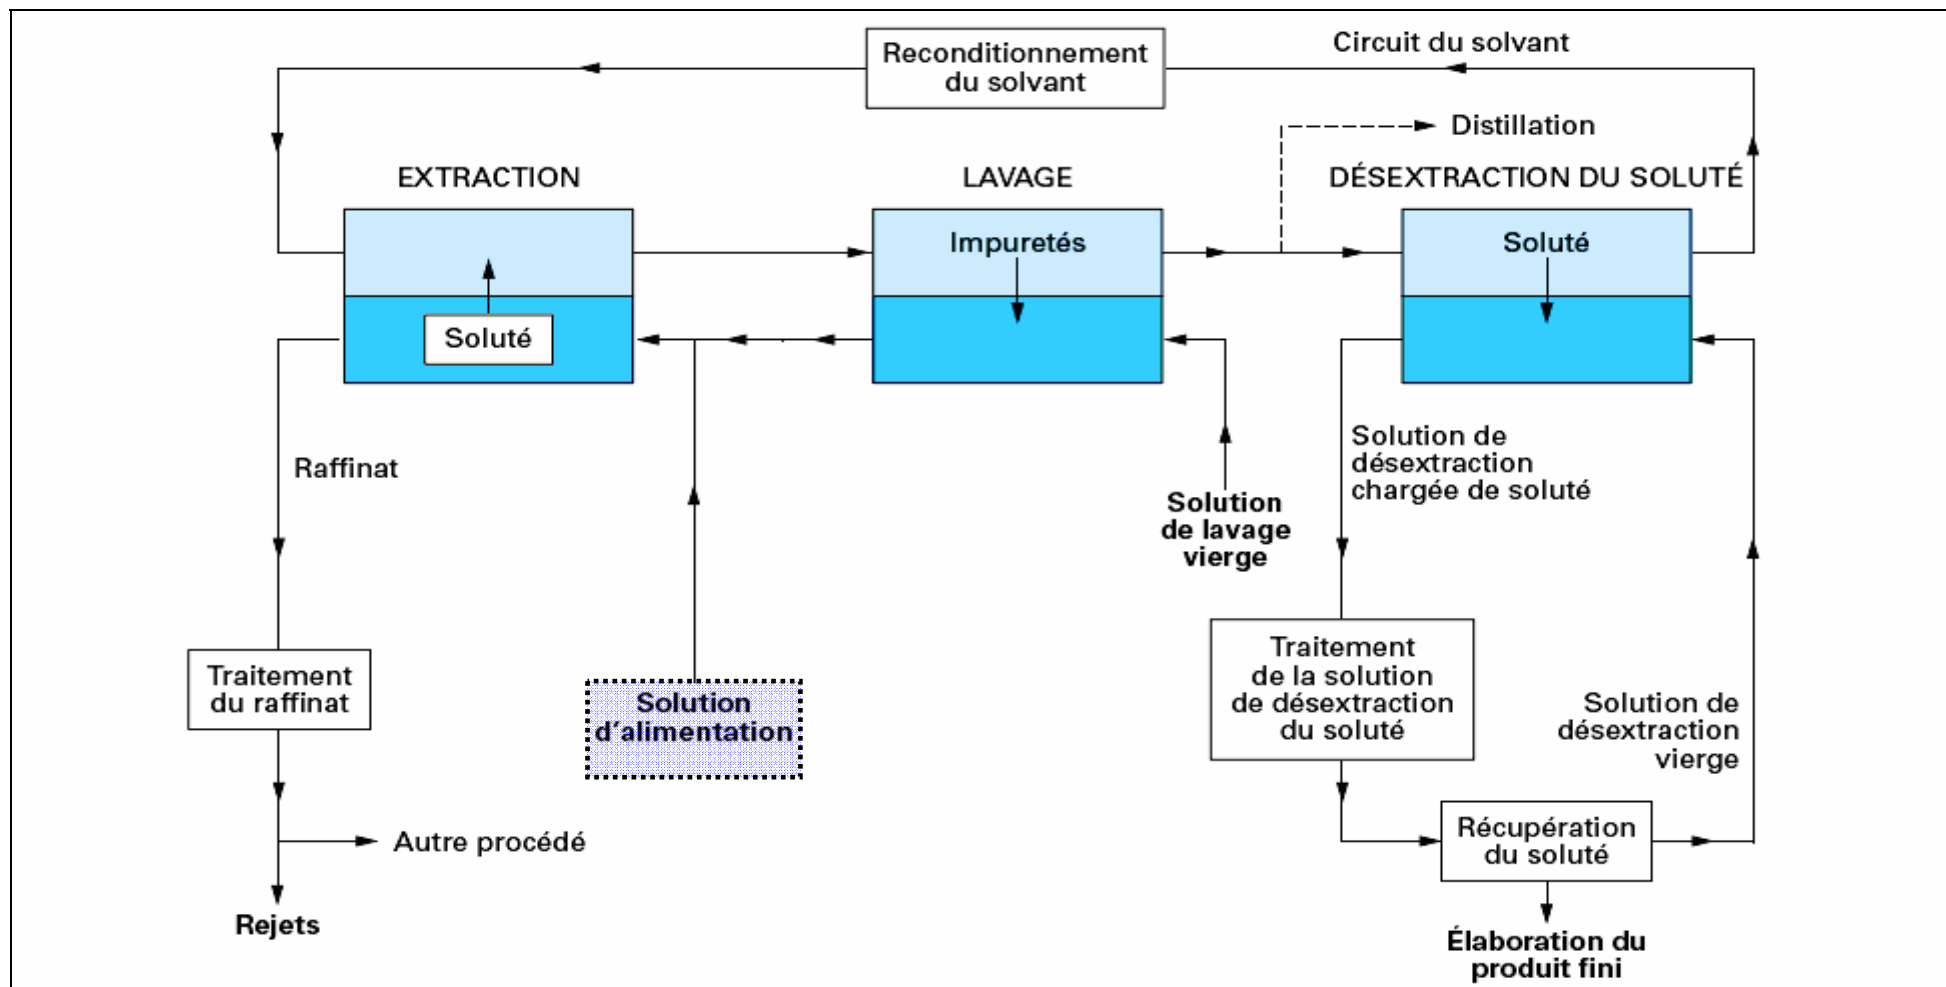 Reconditionnement
du solvant
Circuit du solvant
Distillation
EXTRACTION
LAVAGE
DÉSEXTRACTION DU SOLUTÉ
Impuretés
Soluté
Soluté
Raffinat
Solution de
désextraction
chargée de soluté
Solution
de lavage
vierge
Traitement
du raffinat
Solution
d'alimentation
Traitement
de la solution
de désextraction
du soluté
Solution de
désextraction
vierge
Autre procédé
Récupération
du soluté
Rejets
Élaboration du
produit fini